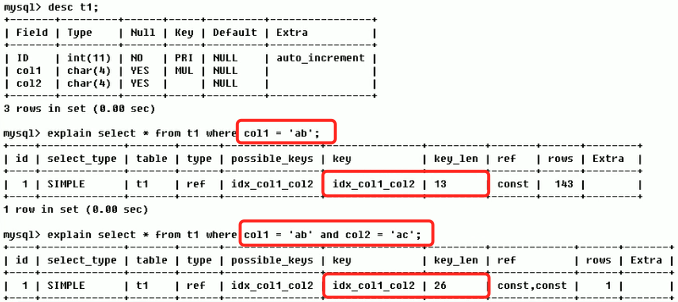 mysql> desc t1;
+-------+---------+------+-----+---------+----------------+
| Field | Type | Null | Key | Default | Extra |
+-------+---------+------+-----+---------+----------------+
| ID | int(11) | NO | PRI | NULL | auto_increment |
| col1 | char(4) | YES | MUL | NULL | |
| col2 | char(4) | YES | | NULL | |
+-------+---------+------+-----+---------+----------------+
3 rows in set (0.00 sec)
mysql> explain select * from t1 where col1 = 'ab';
+----+-------------+-------+------+---------------+---------------+---------+-------+------+-------+
| id | select_type | table | type | possible_keys | key | key_len | ref | rows | Extra |
+----+-------------+-------+------+---------------+---------------+---------+-------+------+-------+
| 1 | SIMPLE | t1 | ref | idx_col1_col2 | idx_col1_col2 | 13 | const | 143 | |
+----+-------------+-------+------+---------------+---------------+---------+-------+------+-------+
1 row in set (0.00 sec)
mysql> explain select * from t1 where col1 = 'ab' and col2 = 'ac';
+----+-------------+-------+------+---------------+---------------+---------+-------------+------+-------+
| id | select_type | table | type | possible_keys | key | key_len | ref | rows | Extra |
+----+-------------+-------+------+---------------+---------------+---------+-------------+------+-------+
| 1 | SIMPLE | t1 | ref | idx_col1_col2 | idx_col1_col2 | 26 | const,const | 1 | |
+----+-------------+-------+------+---------------+---------------+---------+-------------+------+-------+